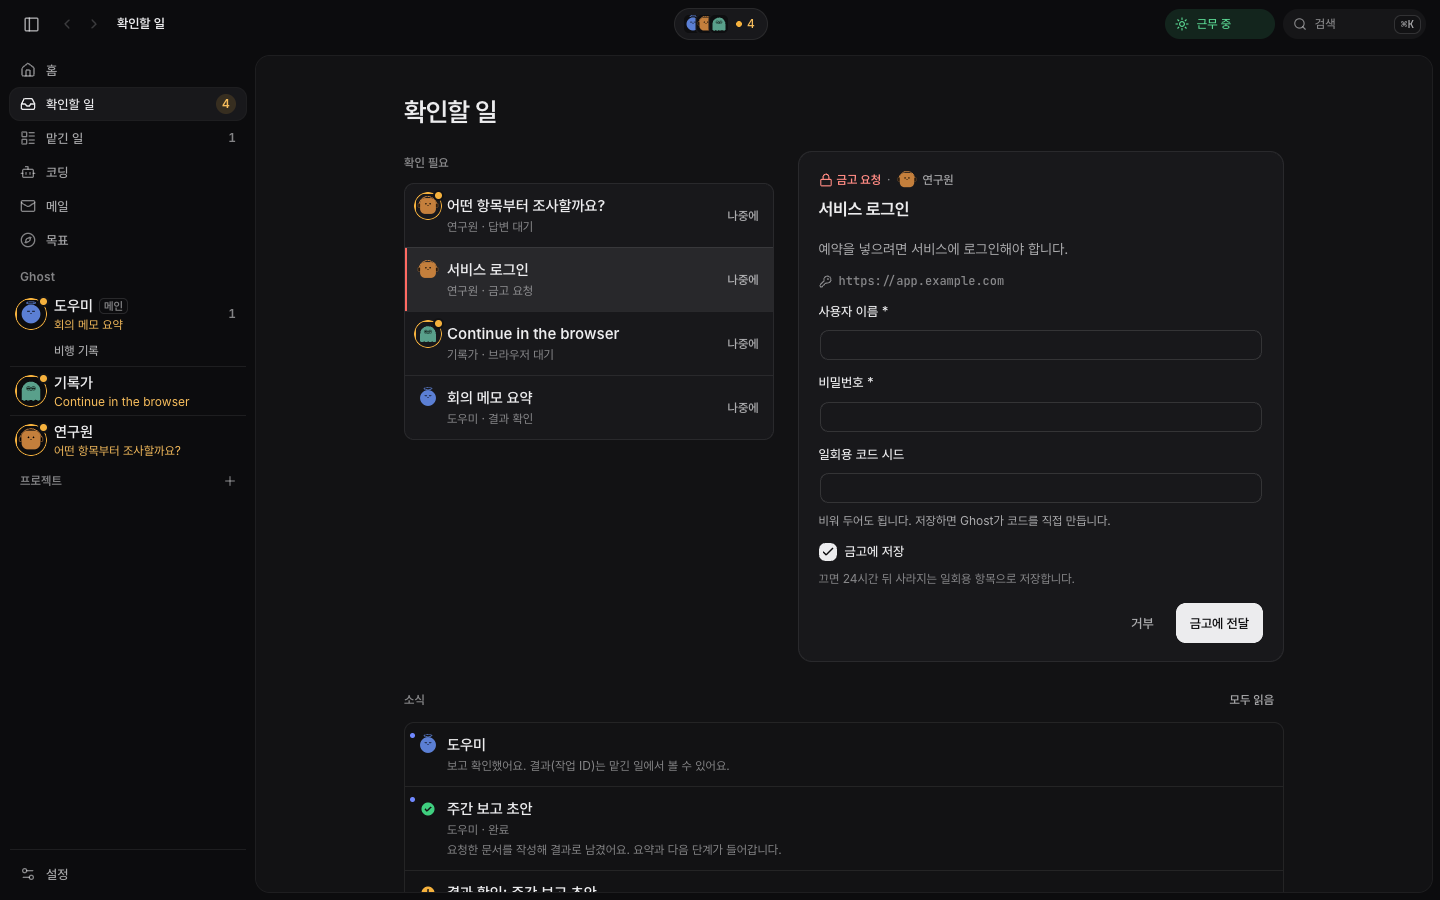 확인할 일
4
근무 중
검색
⌘K
홈
확인할 일
4
맡긴 일
1
코딩
메일
목표
Ghost
도우미 메인
회의 메모 요약
1
비행 기록
기록가
Continue in the browser
연구원
어떤 항목부터 조사할까요?
프로젝트
설정
확인할 일
확인 필요
어떤 항목부터 조사할까요?
연구원 · 답변 대기
나중에
서비스 로그인
연구원 · 금고 요청
나중에
Continue in the browser
기록가 · 브라우저 대기
나중에
회의 메모 요약
도우미 · 결과 확인
나중에
금고 요청 · 연구원
서비스 로그인
예약을 넣으려면 서비스에 로그인해야 합니다.
https://app.example.com
사용자 이름 *
비밀번호 *
일회용 코드 시드
비워 두어도 됩니다. 저장하면 Ghost가 코드를 직접 만듭니다.
금고에 저장
끄면 24시간 뒤 사라지는 일회용 항목으로 저장합니다.
거부
금고에 전달
소식
모두 읽음
도우미
보고 확인했어요. 결과(작업 ID)는 맡긴 일에서 볼 수 있어요.
주간 보고 초안
도우미 · 완료
요청한 문서를 작성해 결과로 남겼어요. 요약과 다음 단계가 들어갑니다.
결과 확인: 주간 보고 초안